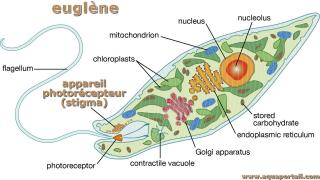 euglène
nucleus
nucleolus
mitochondrion
chloroplasts
flagellum
appareil
photorécepteur
(stigma)
stored
carbohydrate
endoplasmic reticulum
Golgi apparatus
contractile vacuole
photoreceptor
www.aquaportail.com